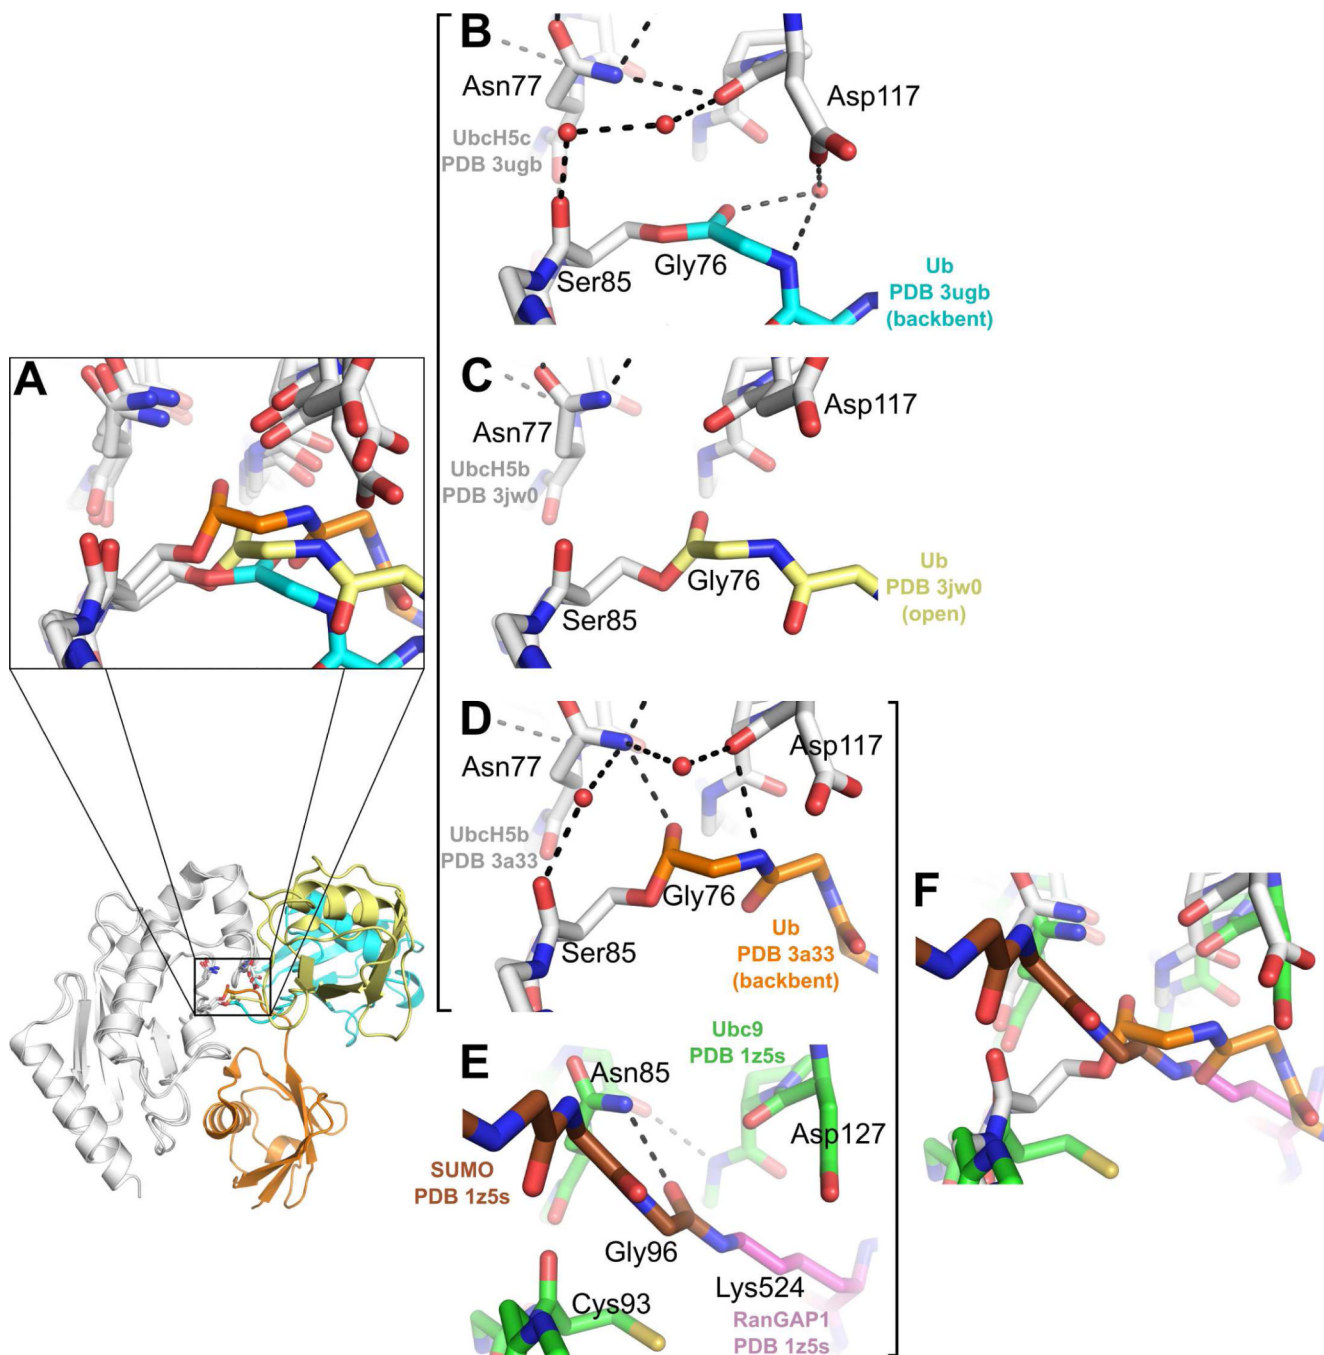 A
B
Asn77
Asp117
UbcH5c
PDB 3ugb
Ser85
Gly76
Ub
PDB 3ugb
(backbent)
C
Asn77
Asp117
UbcH5b
PDB 3jw0
Ser85
Gly76
Ub
PDB 3jw0
(open)
D
Asn77
Asp117
UbcH5b
PDB 3a33
Ser85
Gly76
Ub
PDB 3a33
(backbent)
E
Ubc9
PDB 1z5s
Asn85
Asp127
SUMO
PDB 1z5s
Gly96
Lys524
Cys93
RanGAP1
PDB 1z5s
F